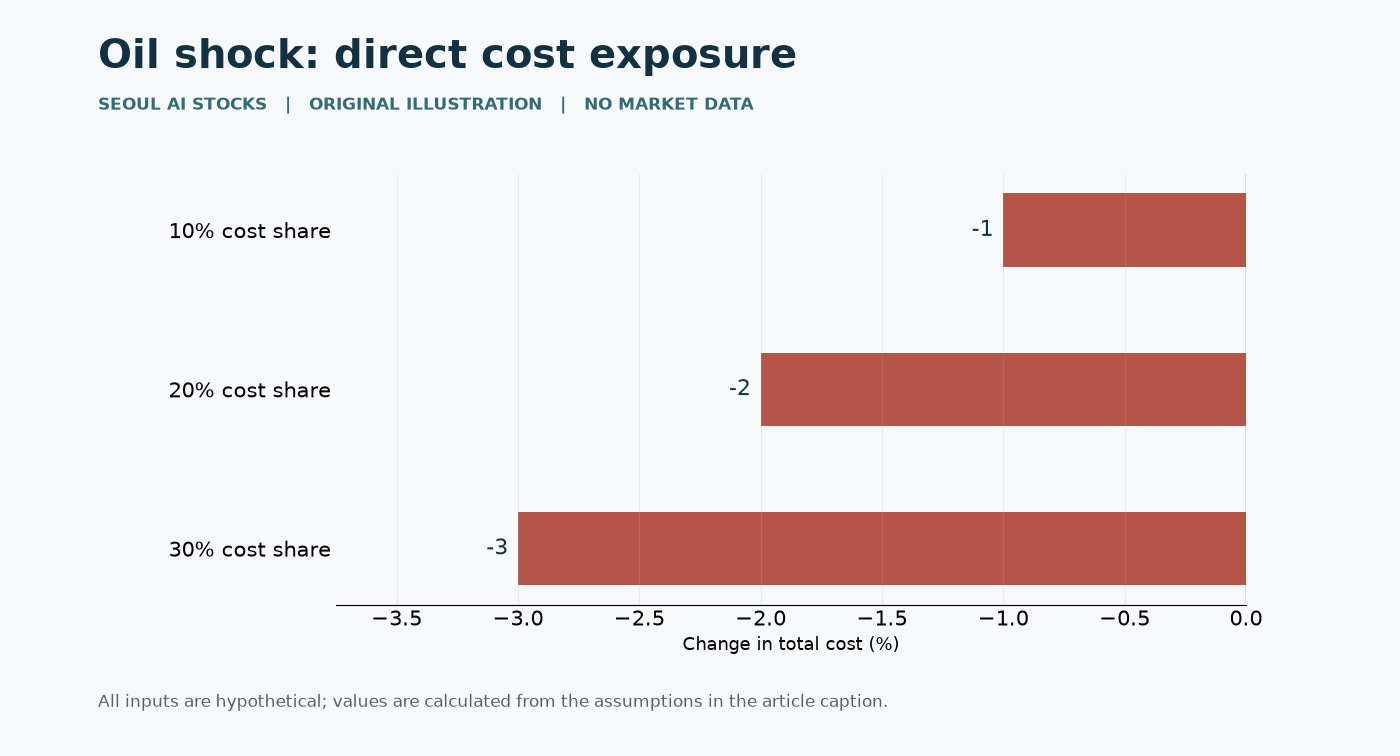 Oil shock: direct cost exposure
SEOUL AI STOCKS | ORIGINAL ILLUSTRATION | NO MARKET DATA
10% cost share
-1
20% cost share
-2
30% cost share
-3
−3.5 −3.0 −2.5 −2.0 −1.5 −1.0 −0.5 0.0
Change in total cost (%)
All inputs are hypothetical; values are calculated from the assumptions in the article caption.